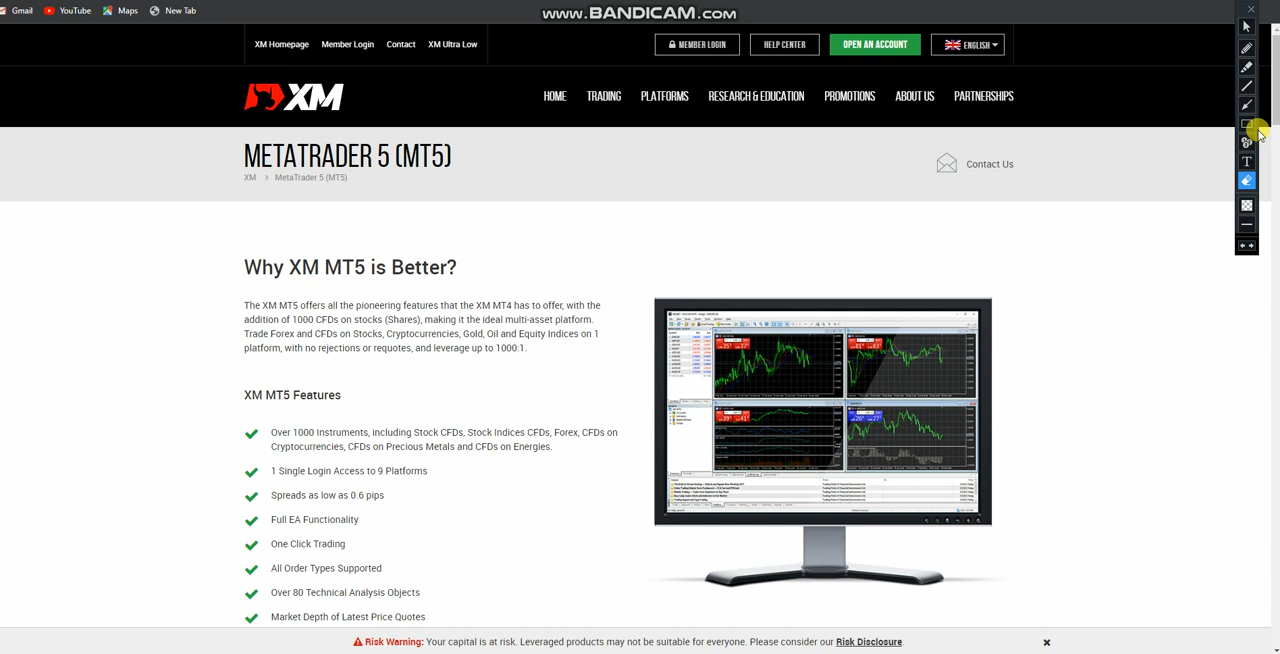 Gmail YouTube Maps New Tab
www.BANDICAM.com
XM Homepage Member Login Contact XM Ultra Low
MEMBER LOGIN HELP CENTER OPEN AN ACCOUNT ENGLISH
XM
HOME TRADING PLATFORMS RESEARCH & EDUCATION PROMOTIONS ABOUT US PARTNERSHIPS
T
METATRADER 5 (MT5)
Contact Us
XM > MetaTrader 5 (MT5)
Why XM MT5 is Better?
The XM MT5 offers all the pioneering features that the XM MT4 has to offer, with the
addition of 1000 CFDs on stocks (Shares), making it the ideal multi-asset platform.
Trade Forex and CFDs on Stocks, Cryptocurrencies, Gold, Oil and Equity Indices on 1
platform, with no rejections or requotes, and leverage up to 1000:1.
XM MT5 Features
Over 1000 Instruments, including Stock CFDs, Stock Indices CFDs, Forex, CFDs on
Cryptocurrencies, CFDs on Precious Metals and CFDs on Energies.
1 Single Login Access to 9 Platforms
Spreads as low as 0.6 pips
Full EA Functionality
One Click Trading
All Order Types Supported
Over 80 Technical Analysis Objects
Market Depth of Latest Price Quotes
Risk Warning: Your capital is at risk. Leveraged products may not be suitable for everyone. Please consider our Risk Disclosure.